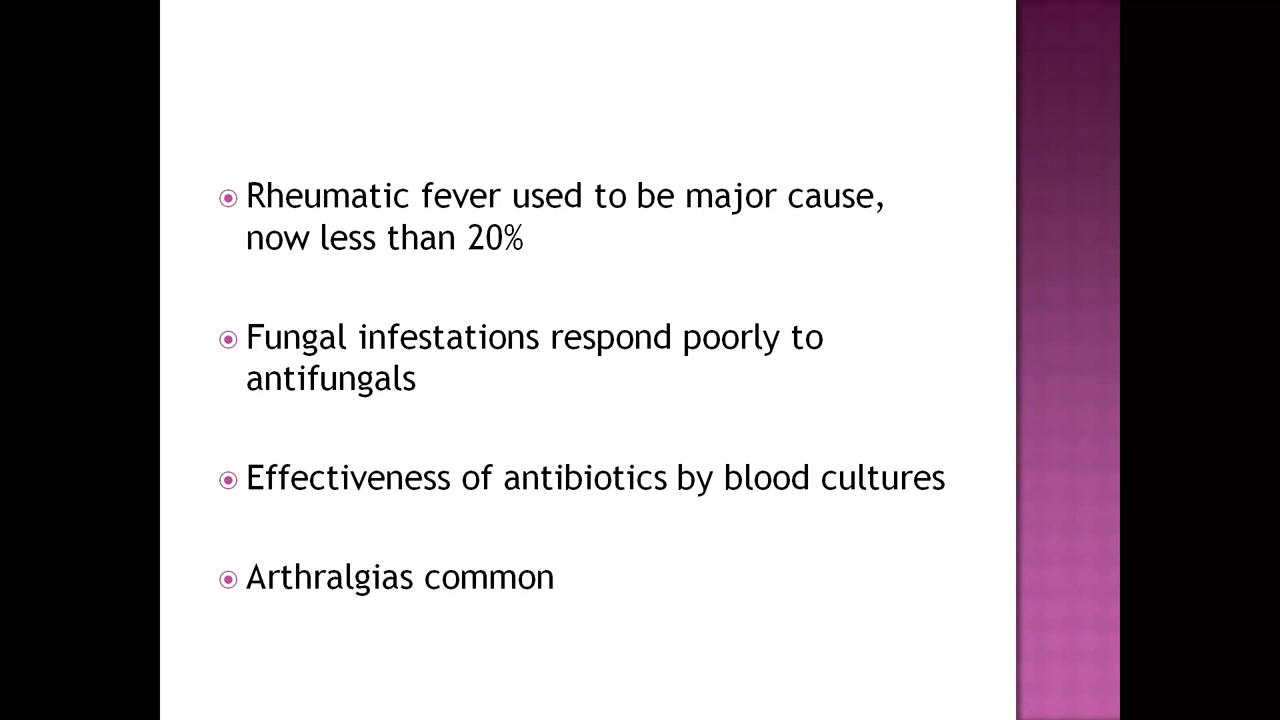 Rheumatic fever used to be major cause,
now less than 20%
Fungal infestations respond poorly to
antifungals
Effectiveness of antibiotics by blood cultures
Arthralgias common